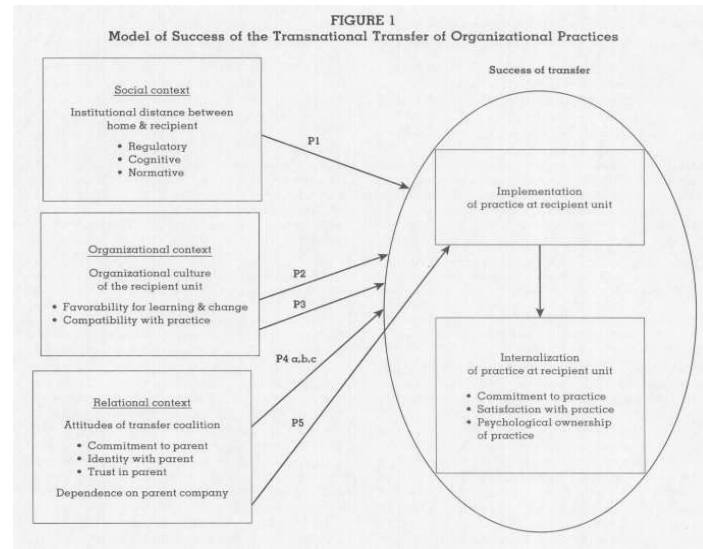 FIGURE 1
Model of Success of the Transnational Transfer of Organizational Practices
Social context
Institutional distance between
home & recipient
• Regulatory
• Cognitive
• Normative
Organizational context
Organizational culture
of the recipient unit
• Favorability for learning & change
• Compatibility with practice
Relational context
Attitudes of transfer coalition
• Commitment to parent
• Identity with parent
• Trust in parent
Dependence on parent company
P1
P2
P3
P4 a,b,c
P5
Success of transfer
Implementation
of practice at recipient unit
Internalization
of practice at recipient unit
• Commitment to practice
• Satisfaction with practice
• Psychological ownership
of practice